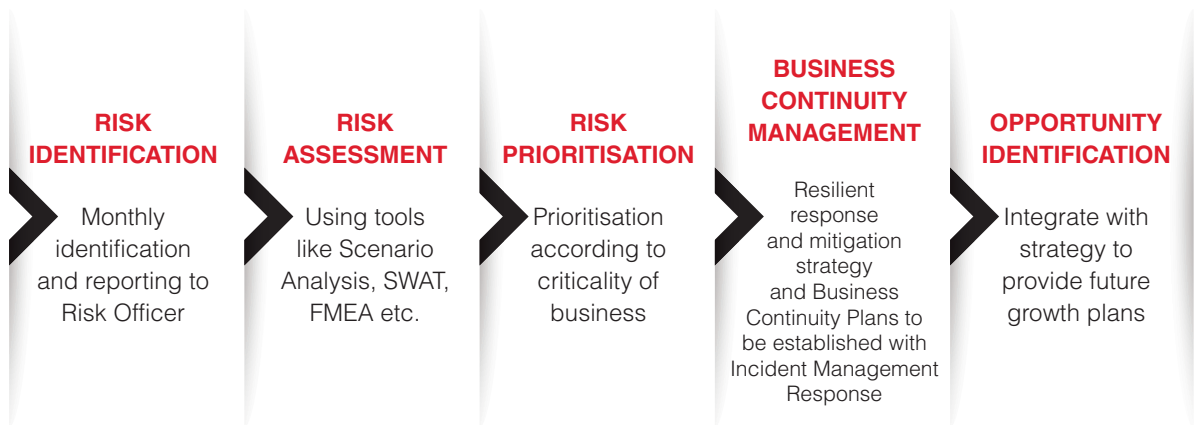 RISK
IDENTIFICATION
Monthly
identification
and reporting to
Risk Officer
RISK
ASSESSMENT
Using tools
like Scenario
Analysis, SWAT,
FMEA etc.
RISK
PRIORITISATION
Prioritisation
according to
criticality of
business
BUSINESS
CONTINUITY
MANAGEMENT
Resilient
response
and mitigation
strategy
and Business
Continuity Plans to
be established with
Incident Management
Response
OPPORTUNITY
IDENTIFICATION
Integrate with
strategy to
provide future
growth plans